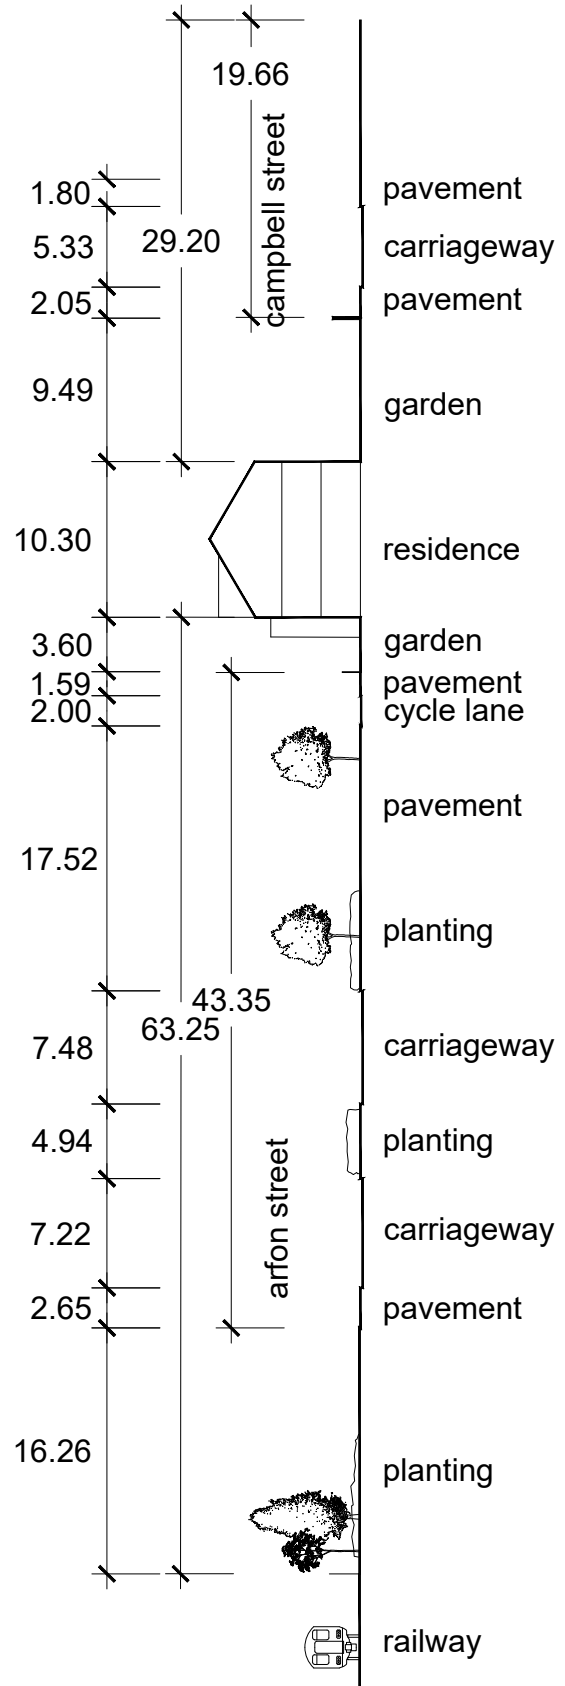 19.66
campbell street
1.80
pavement
5.33
29.20
carriageway
2.05
pavement
9.49
garden
10.30
residence
3.60
garden
1.59
pavement
2.00
cycle lane
pavement
17.52
planting
43.35
63.25
7.48
carriageway
4.94
planting
arfon street
7.22
carriageway
2.65
pavement
16.26
planting
railway